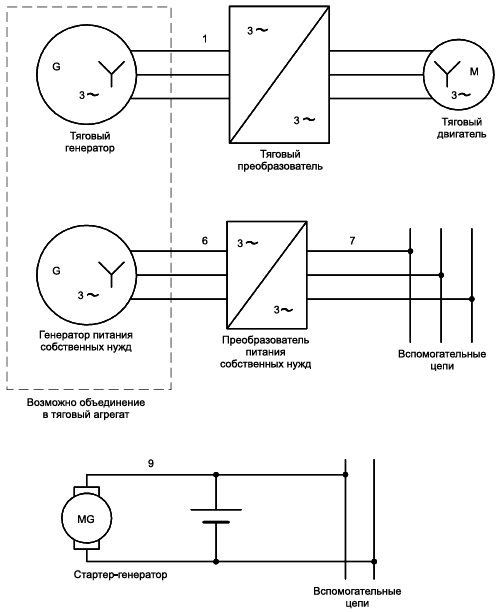 1
3~
G
M
3~
3~
3~
Тяговый
генератор
Тяговый
преобразователь
Тяговый
двигатель
6
7
3~
G
3~
3~
Генератор питания
собственных нужд
Преобразователь
питания
собственных нужд
Вспомогательные
цепи
Возможно объединение
в тяговый агрегат
9
MG
Стартер-генератор
Вспомогательные
цепи